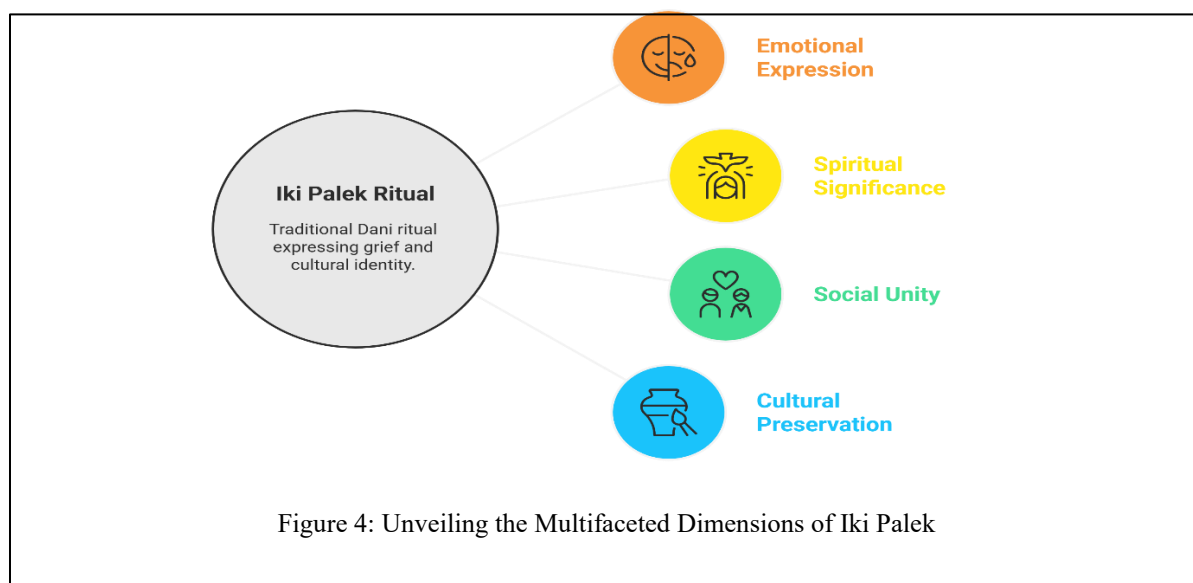 Emotional
Expression
Iki Palek Ritual
Traditional Dani ritual
expressing grief and
cultural identity.
Spiritual
Significance
Social Unity
Cultural
Preservation
Figure 4: Unveiling the Multifaceted Dimensions of Iki Palek